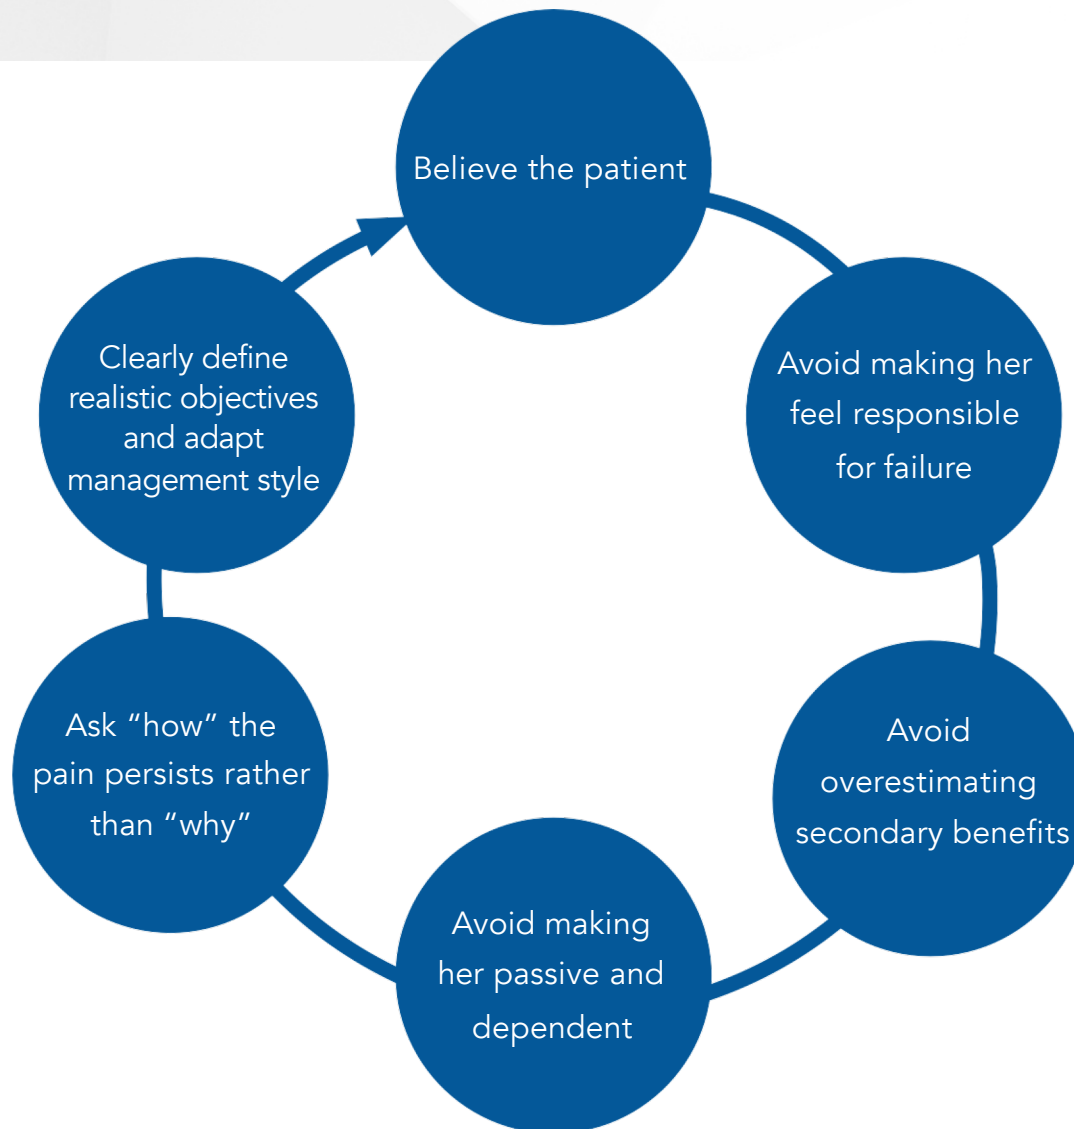 Believe the patient
Avoid making her
feel responsible
for failure
Avoid
overestimating
secondary benefits
Avoid making
her passive and
dependent
Ask “how” the
pain persists rather
than “why”
Clearly define
realistic objectives
and adapt
management style